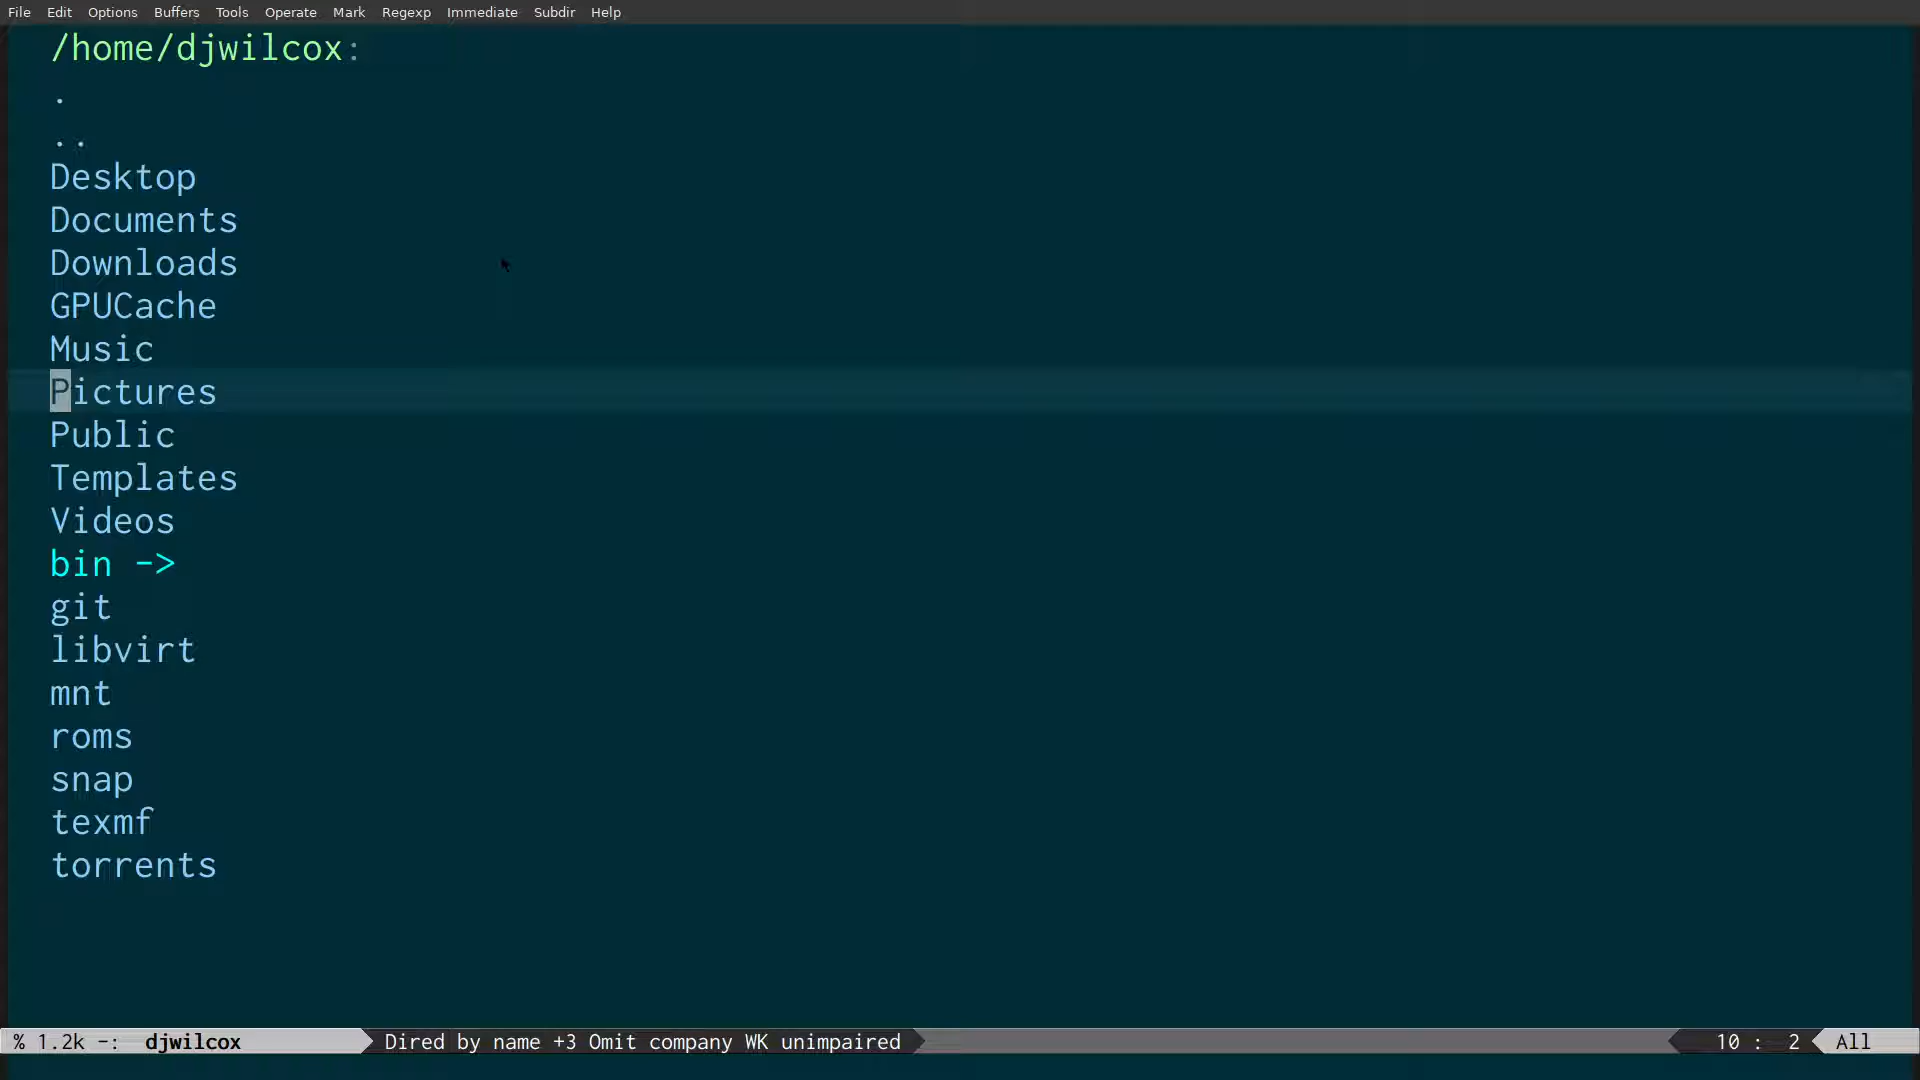 File Edit Options Buffers Tools Operate Mark Regexp Immediate Subdir Help
/home/djwilcox:
.
..
Desktop
Documents
Downloads
GPUCache
Music
Pictures
Public
Templates
Videos
bin ->
git
libvirt
mnt
roms
snap
texmf
torrents
% 1.2k -: djwilcox Dired by name +3 Omit company WK unimpaired 10 : 2 All